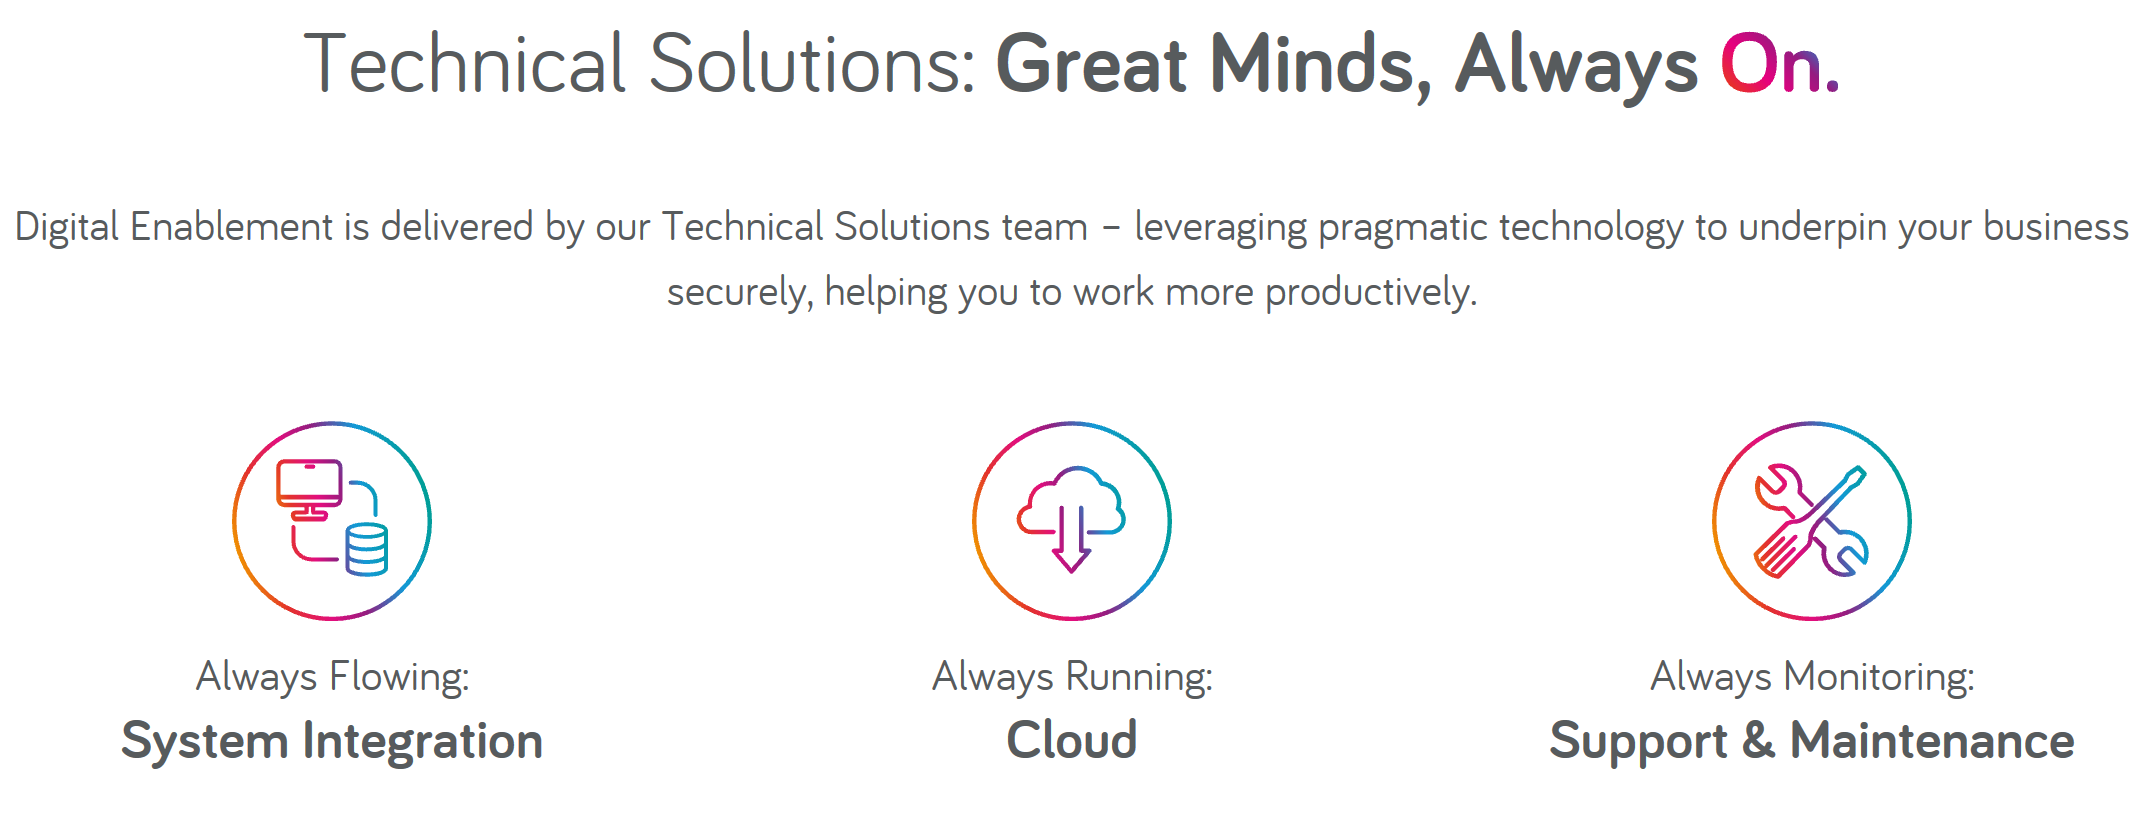 Technical Solutions: Great Minds, Always On.
Digital Enablement is delivered by our Technical Solutions team – leveraging pragmatic technology to underpin your business
securely, helping you to work more productively.
Always Flowing:
System Integration
Always Running:
Cloud
Always Monitoring:
Support & Maintenance